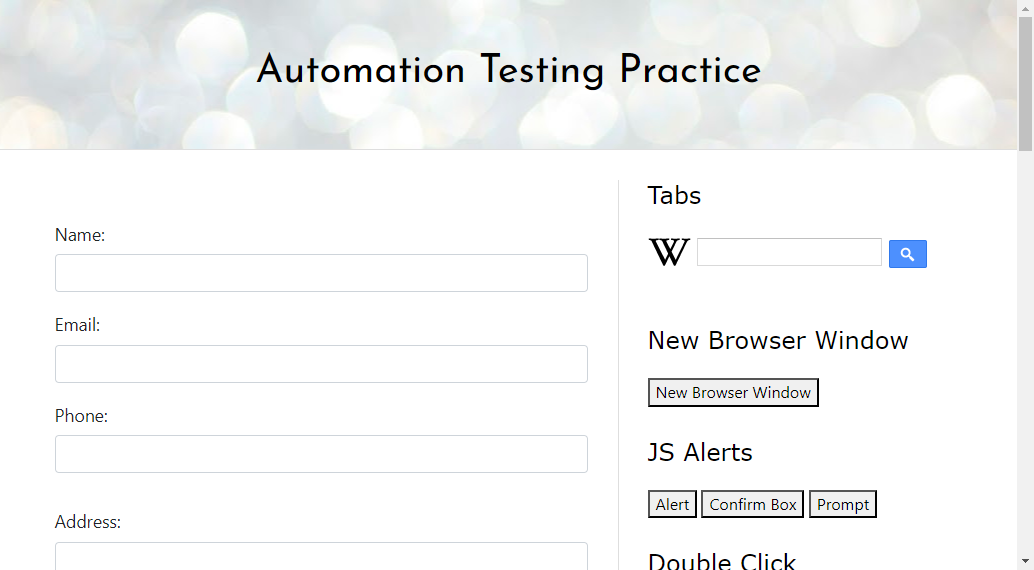 Automation Testing Practice
Name:
Email:
Phone:
Address:
Tabs
W
New Browser Window
New Browser Window
JS Alerts
Alert Confirm Box Prompt
Double Click